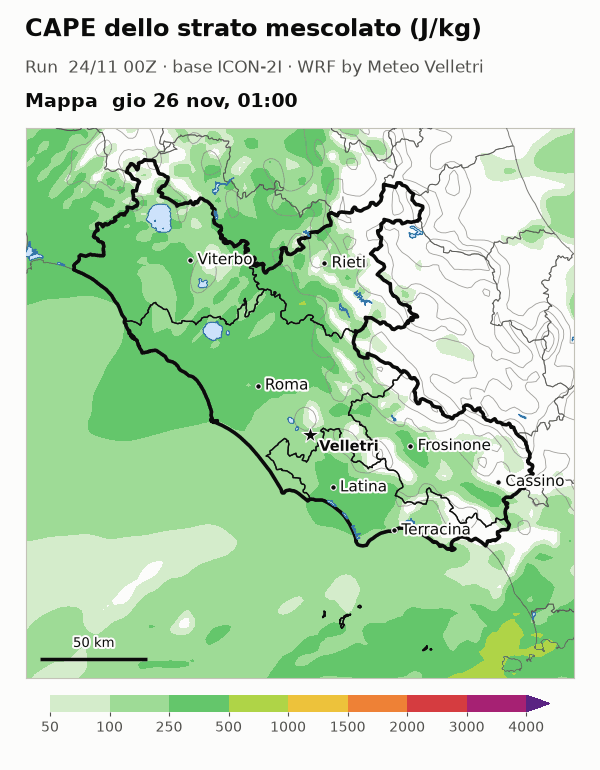 CAPE dello strato mescolato (J/kg)
Run  24/11 00Z · base ICON-2I · WRF by Meteo Velletri
Mappa  gio 26 nov, 01:00
Viterbo
Rieti
Roma
Velletri
Frosinone
Cassino
Latina
Terracina
50 km
50 100 250 500 1000 1500 2000 3000 4000